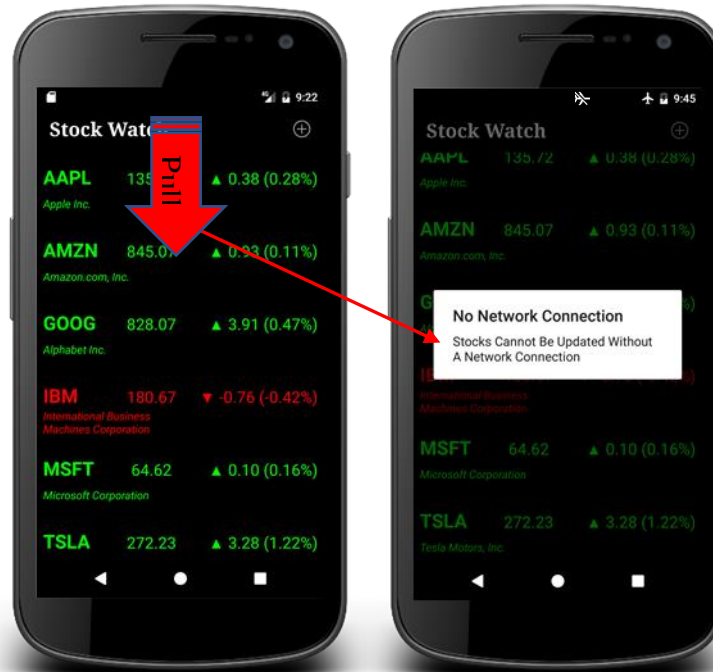 9:22
Stock Watch
Pull
AAPL 135 ▲ 0.38 (0.28%)
Apple Inc.
AMZN 845.07 ▲ 0.93 (0.11%)
Amazon.com, Inc.
GOOG 828.07 ▲ 3.91 (0.47%)
Alphabet Inc.
IBM 180.67 ▼ -0.76 (-0.42%)
International Business
Machines Corporation
MSFT 64.62 ▲ 0.10 (0.16%)
Microsoft Corporation
TSLA 272.23 ▲ 3.28 (1.22%)
9:45
Stock Watch
AAPL 135.72 ▲ 0.38 (0.28%)
Apple Inc.
AMZN 845.07 ▲ 0.93 (0.11%)
Amazon.com, Inc.
G
No Network Connection
Stocks Cannot Be Updated Without
A Network Connection
International Business
Machines Corporation
MSFT 64.62 ▲ 0.10 (0.16%)
Microsoft Corporation
TSLA 272.23 ▲ 3.28 (1.22%)
Tesla Motors, Inc.